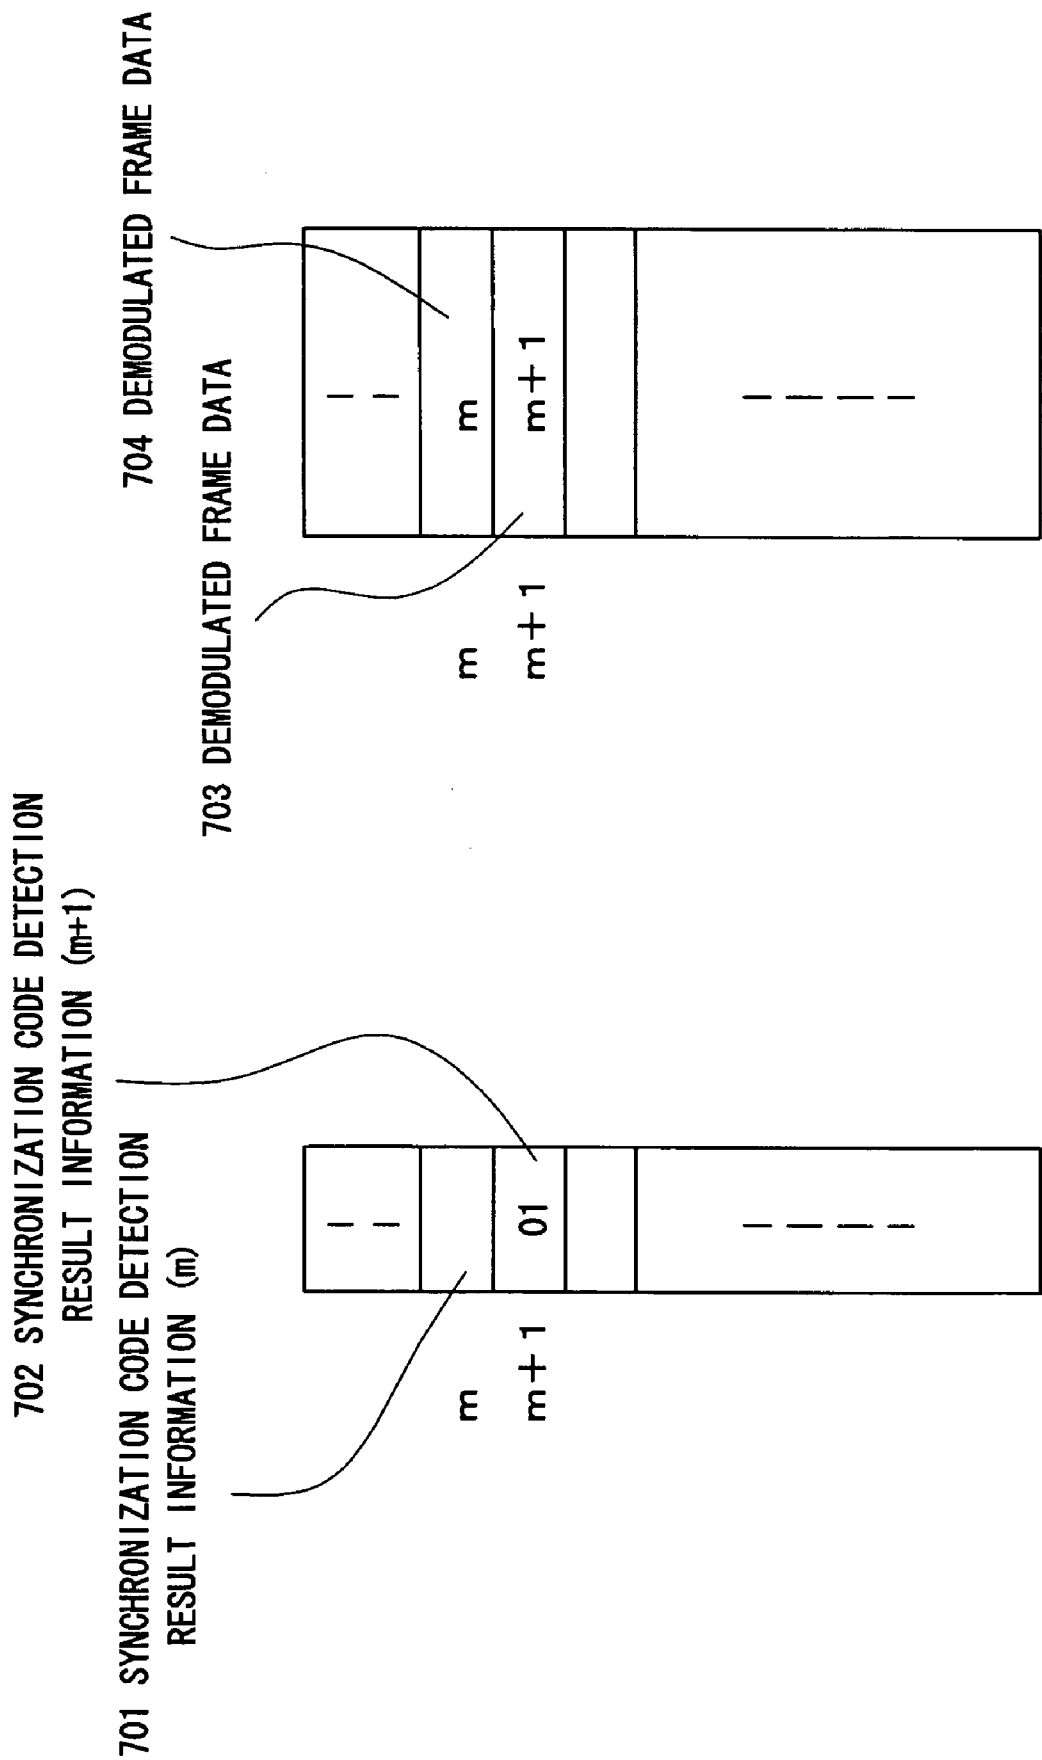 702 SYNCHRONIZATION CODE DETECTION
RESULT INFORMATION (m+1)
701 SYNCHRONIZATION CODE DETECTION
RESULT INFORMATION (m)
m
m+1
01
704 DEMODULATED FRAME DATA
703 DEMODULATED FRAME DATA
m
m+1
m
m+1